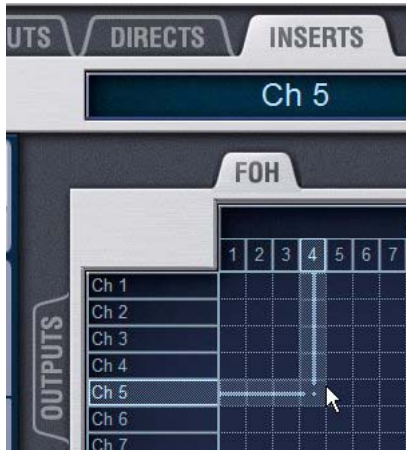 UTS DIRECTS INSERTS
Ch 5
FOH
1 2 3 4 5 6 7
Ch 1
Ch 2
Ch 3
Ch 4
Ch 5
Ch 6
Ch 7
OUTPUTS